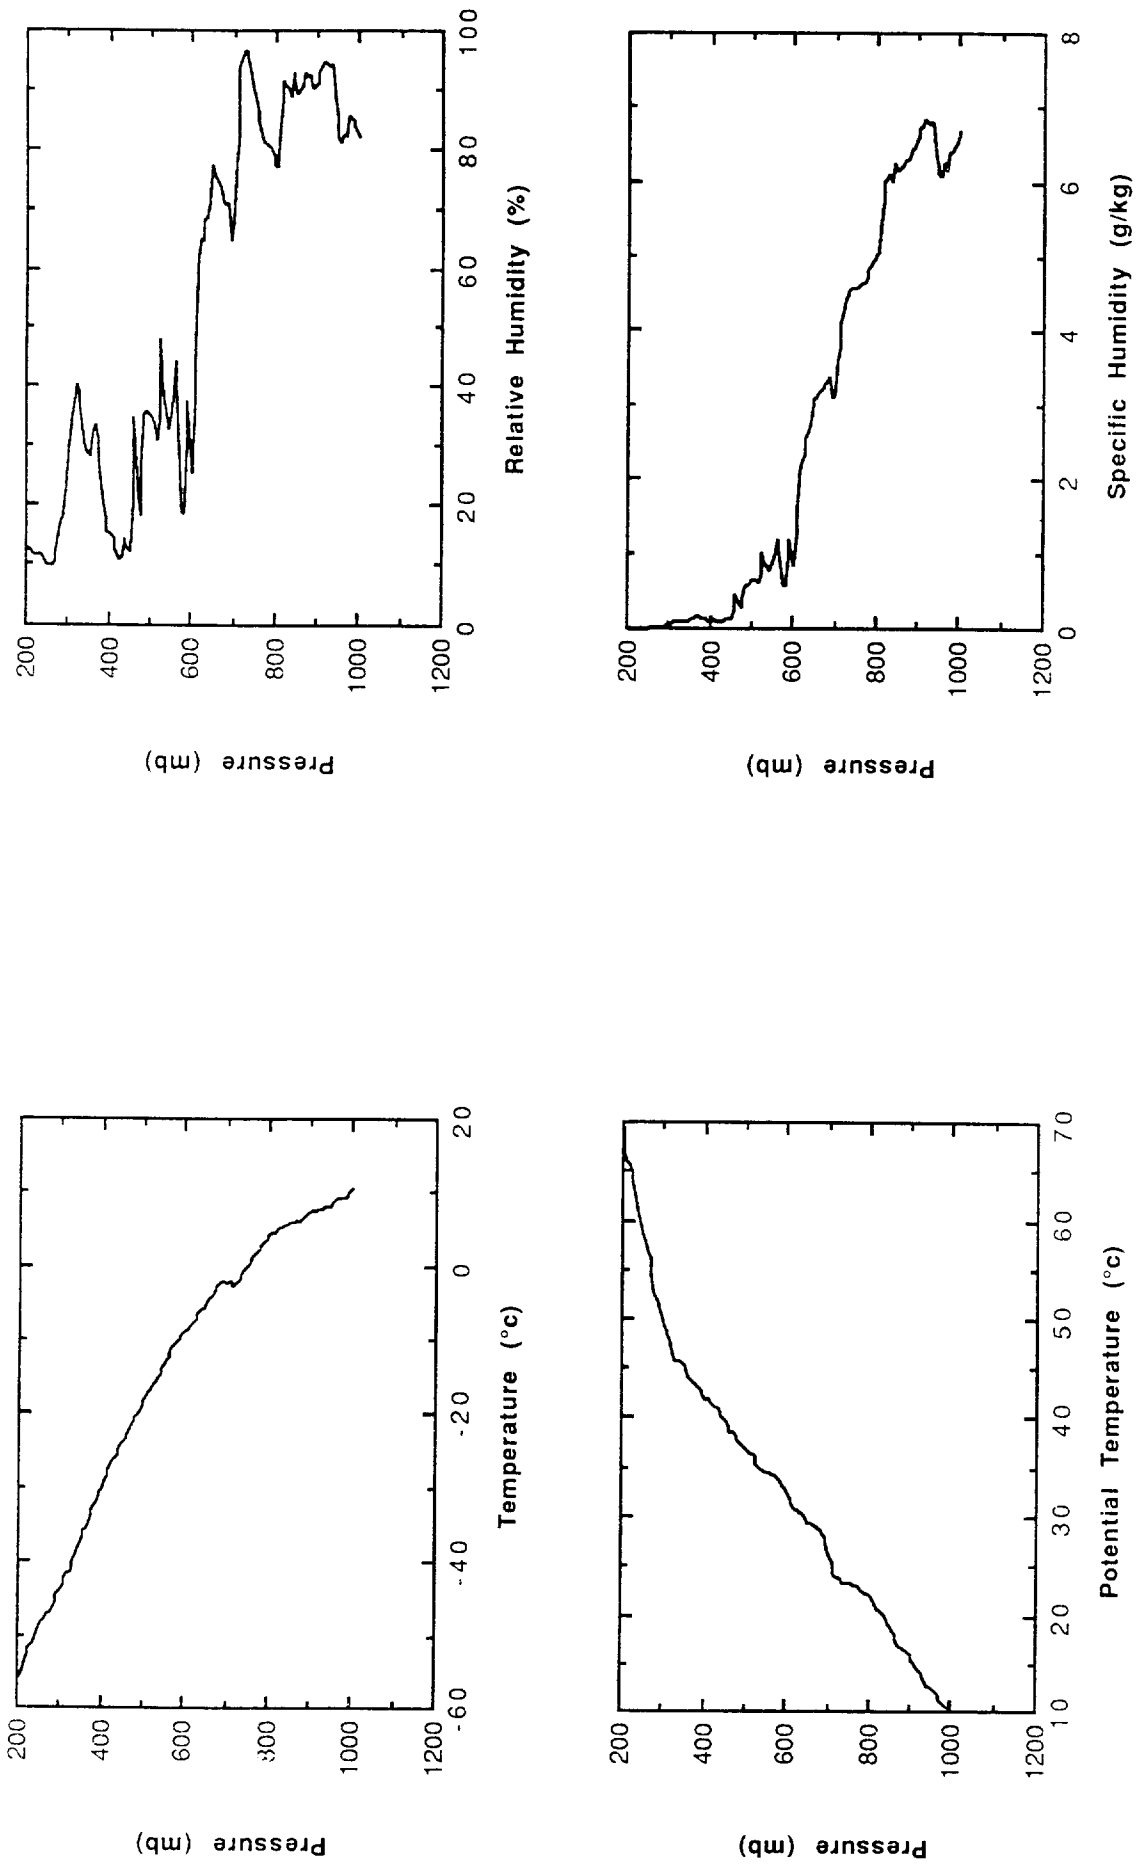 Pressure (mb)
200
400
600
800
1000
1200
-60 -40 -20 0 20
Temperature (°c)
Pressure (mb)
200
400
600
800
1000
1200
0 20 40 60 80 100
Relative Humidity (%)
Pressure (mb)
200
400
600
800
1000
1200
10 20 30 40 50 60 70
Potential Temperature (°c)
Pressure (mb)
200
400
600
800
1000
1200
0 2 4 6 8
Specific Humidity (g/kg)